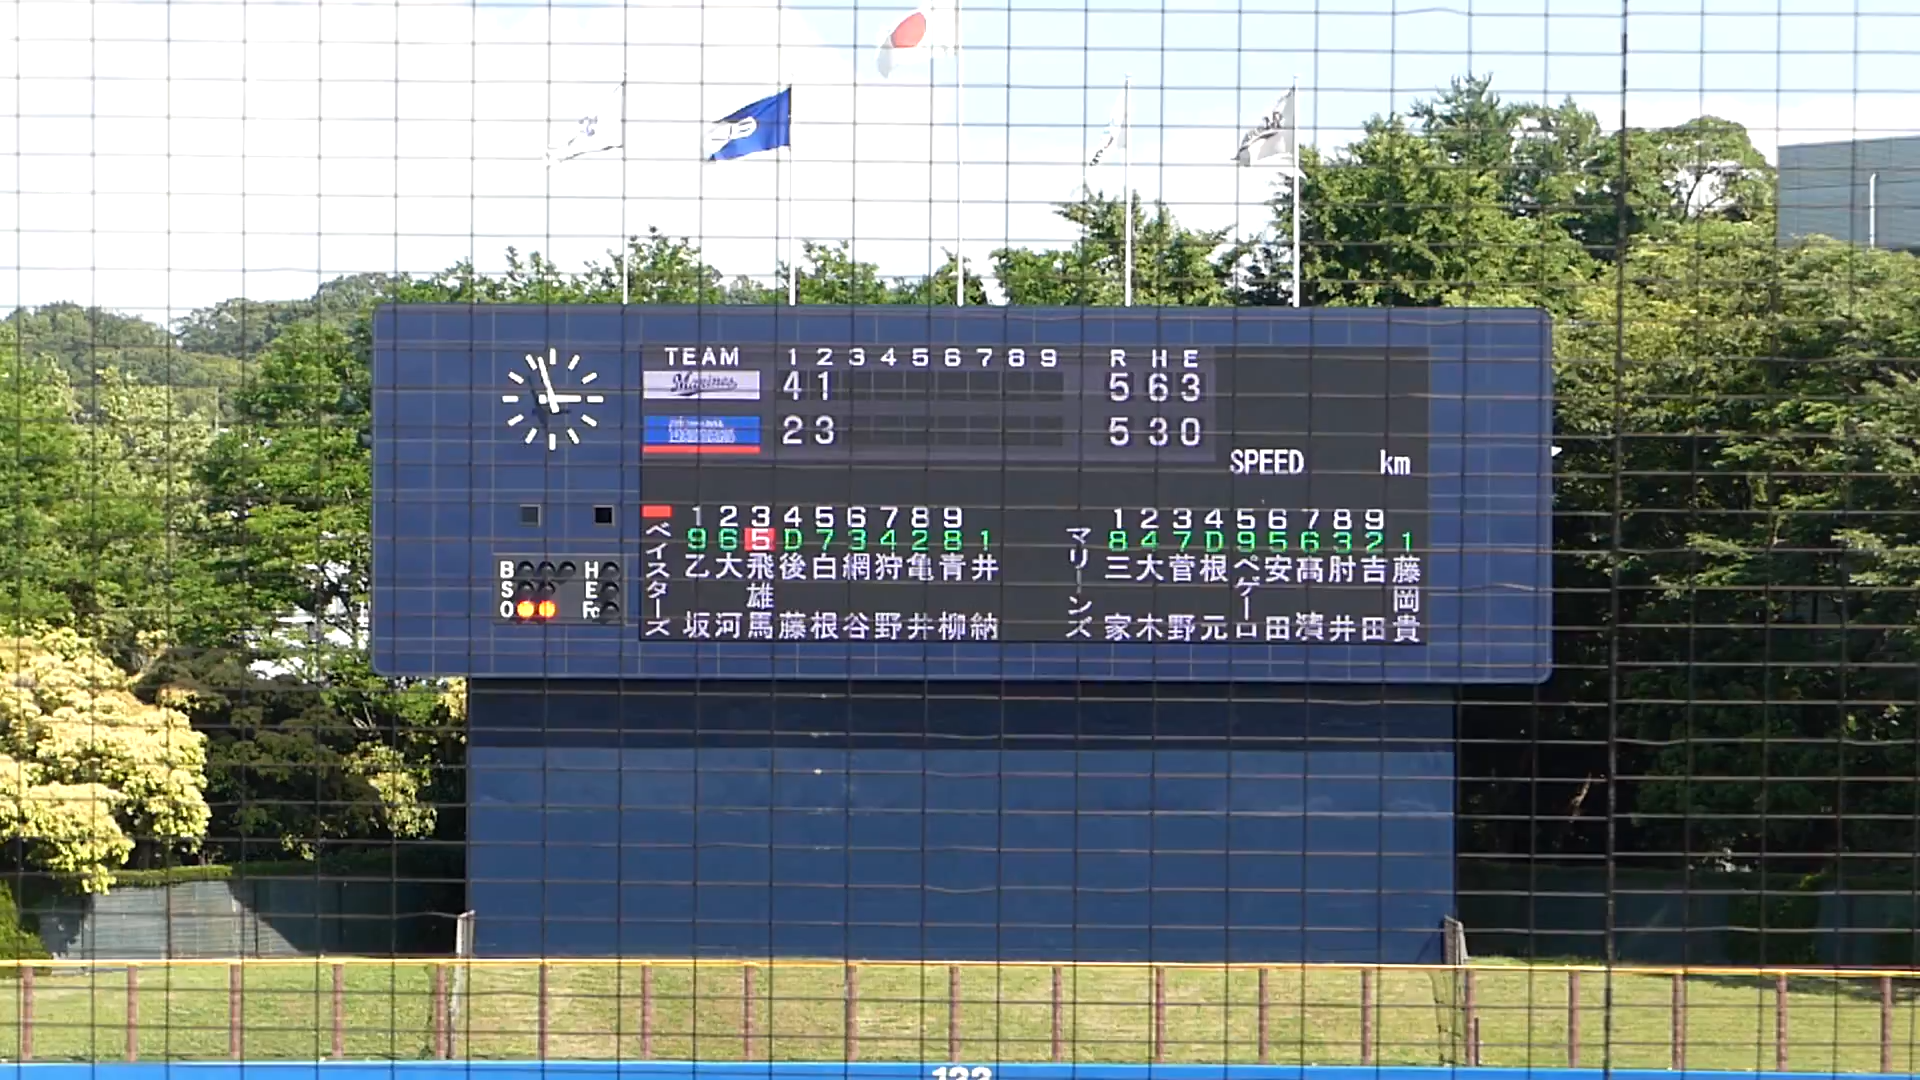 TEAM 1 2 3 4 5 6 7 8 9 R H E
Marines 4 1 5 6 3
2 3 5 3 0
SPEED km
1 2 3 4 5 6 7 8 9
9 6 5 D 7 3 4 2 8 1
ベイスターズ
乙坂
大河
飛雄馬
後藤
白根
網谷
狩野
亀井
青柳
井納
1 2 3 4 5 6 7 8 9
8 4 7 D 9 5 6 3 2 1
マリーンズ
三家
大木
菅野
根元
ペゲーロ
安田
髙濱
肘井
吉田
藤岡貴
B H
S E
O Fc
122